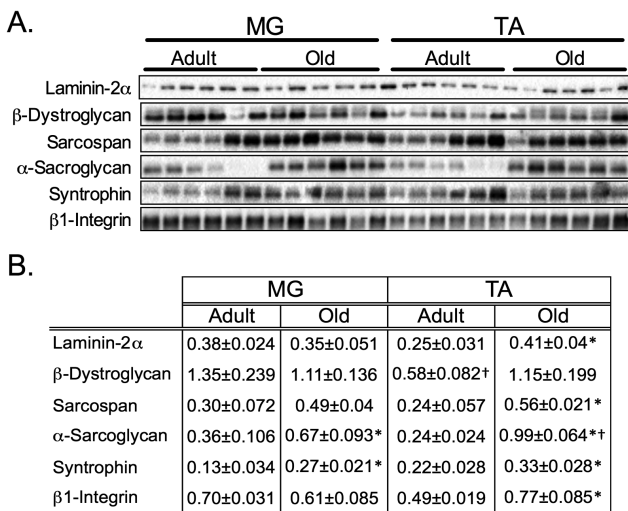 A.
MG TA
Adult Old Adult Old
Laminin-2α
β-Dystroglycan
Sarcospan
α-Sacroglycan
Syntrophin
β1-Integrin
B.
MG TA
Adult Old Adult Old
Laminin-2α 0.38±0.024 0.35±0.051 0.25±0.031 0.41±0.04*
β-Dystroglycan 1.35±0.239 1.11±0.136 0.58±0.082† 1.15±0.199
Sarcospan 0.30±0.072 0.49±0.04 0.24±0.057 0.56±0.021*
α-Sarcoglycan 0.36±0.106 0.67±0.093* 0.24±0.024 0.99±0.064*†
Syntrophin 0.13±0.034 0.27±0.021* 0.22±0.028 0.33±0.028*
β1-Integrin 0.70±0.031 0.61±0.085 0.49±0.019 0.77±0.085*